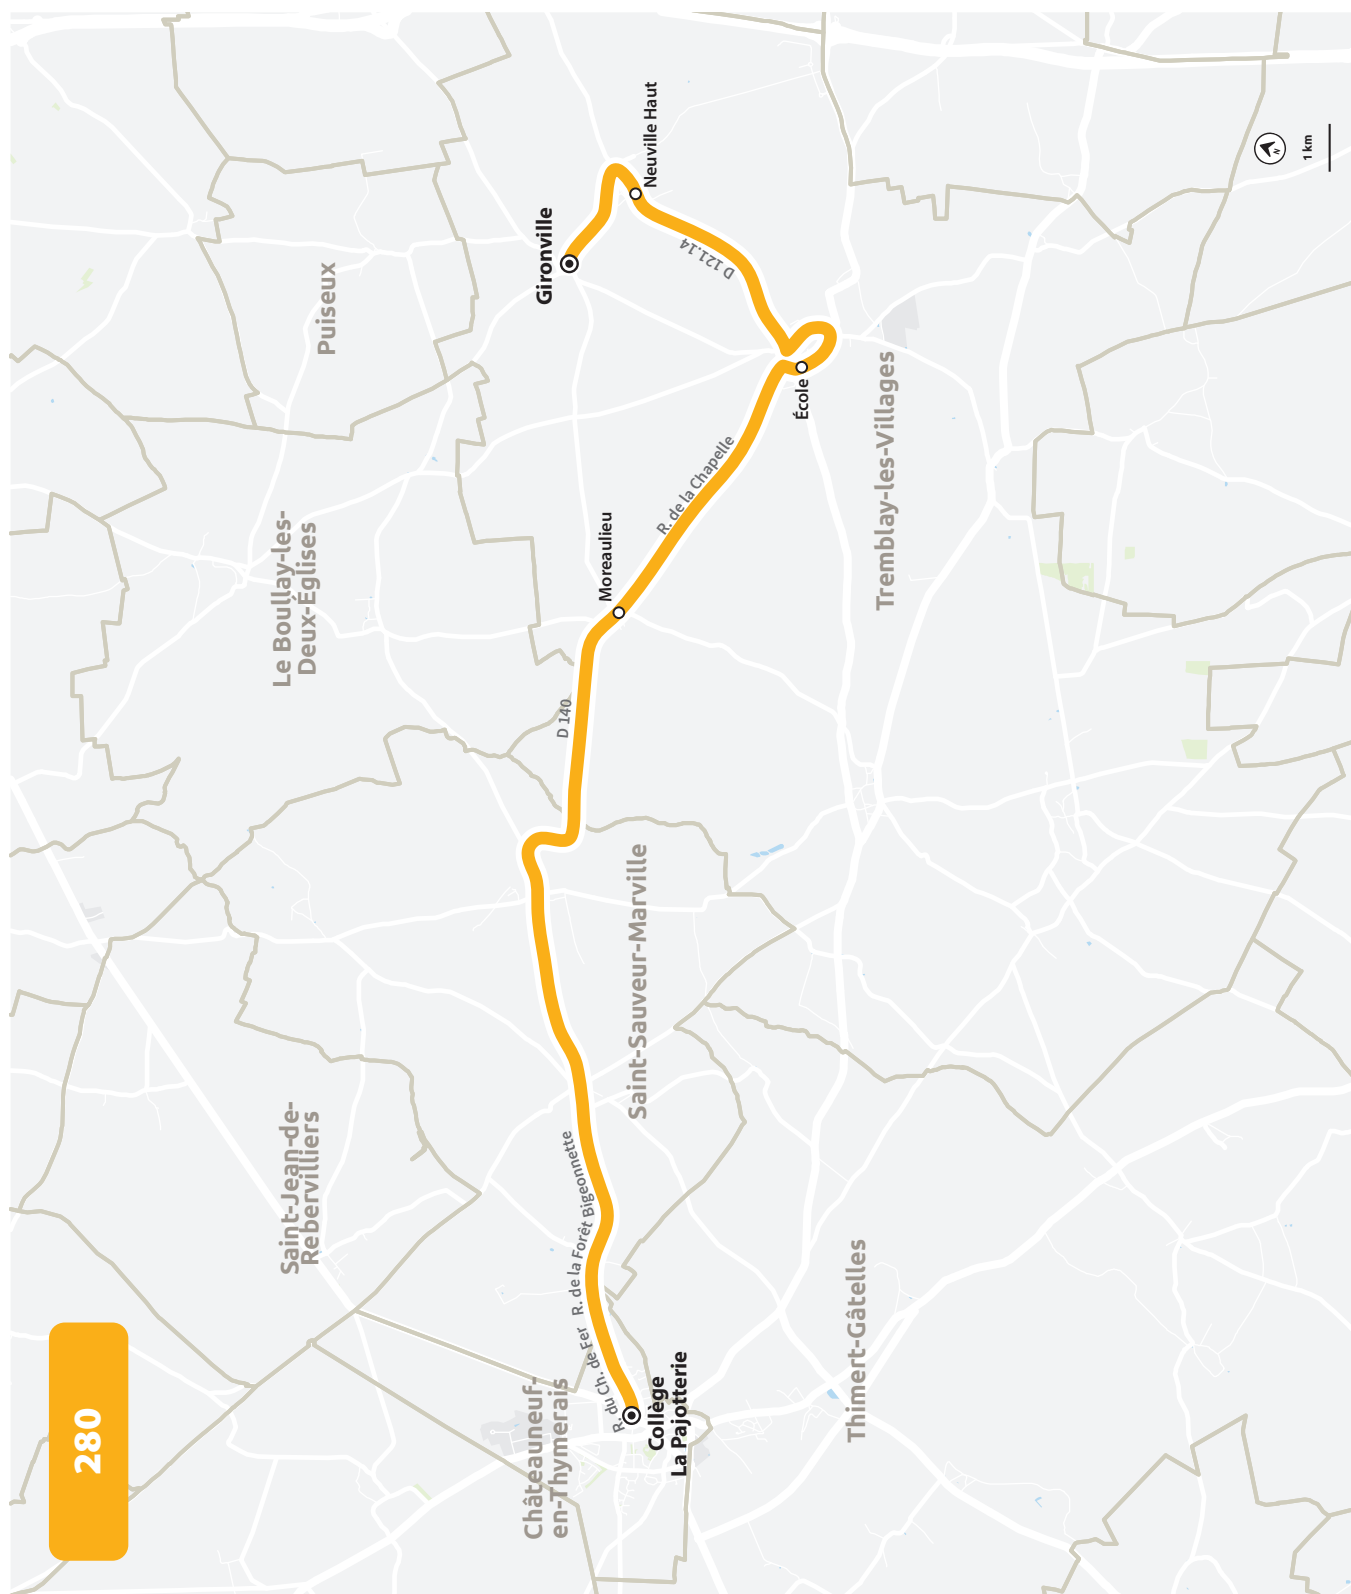 280
Châteauneuf-
en-Thymerais
Saint-Jean-de-
Rebervilliers
Le Boullay-les-
Deux-Églises
Puiseux
Collège
La Pajotterie
R. du Ch. de Fer
R. de la Forêt Bigeonnette
Saint-Sauveur-Marville
D 140
Moreaulieu
R. de la Chapelle
École
D 121.14
Neuville Haut
Gironville
Thimert-Gâtelles
Tremblay-les-Villages
N
1 km